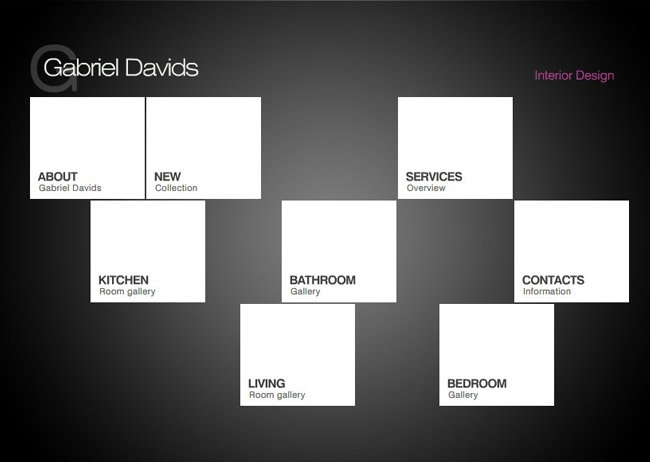 G
Gabriel Davids
Interior Design
ABOUT
Gabriel Davids
NEW
Collection
SERVICES
Overview
KITCHEN
Room gallery
BATHROOM
Gallery
CONTACTS
Information
LIVING
Room gallery
BEDROOM
Gallery